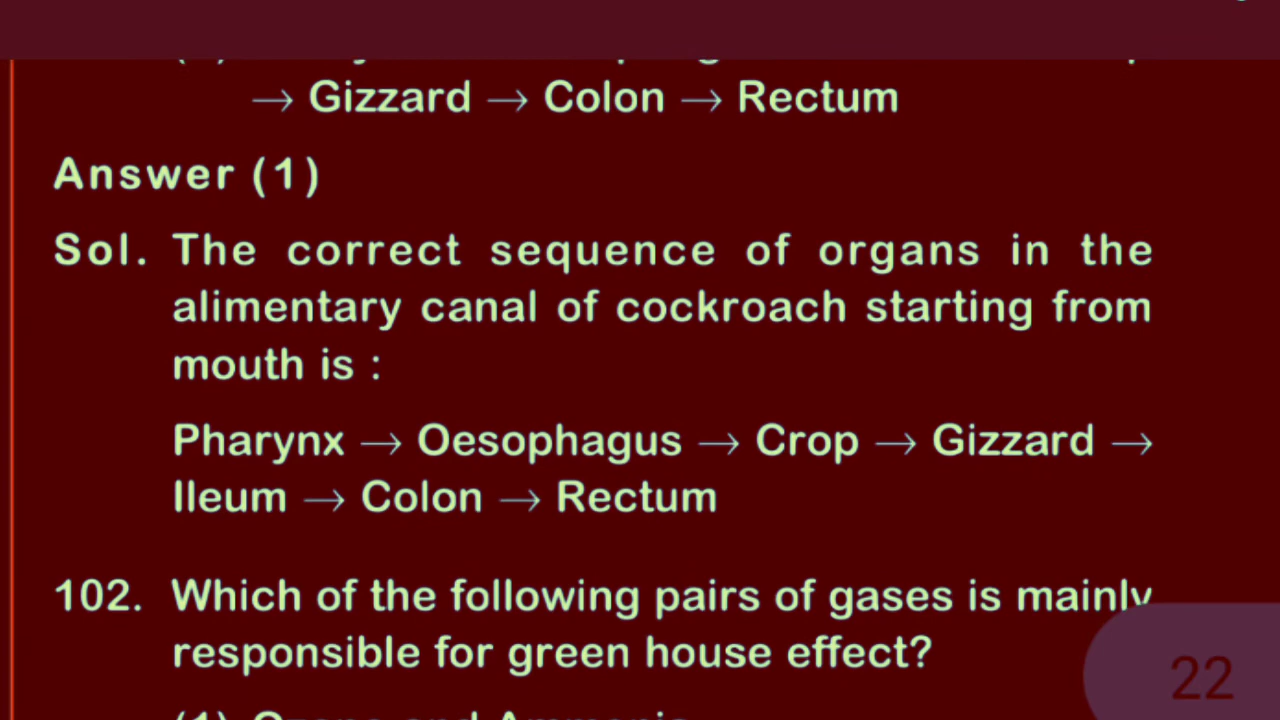 → Gizzard → Colon → Rectum
Answer (1)
Sol. The correct sequence of organs in the
alimentary canal of cockroach starting from
mouth is :
Pharynx → Oesophagus → Crop → Gizzard →
Ileum → Colon → Rectum
102. Which of the following pairs of gases is mainly
responsible for green house effect?
22